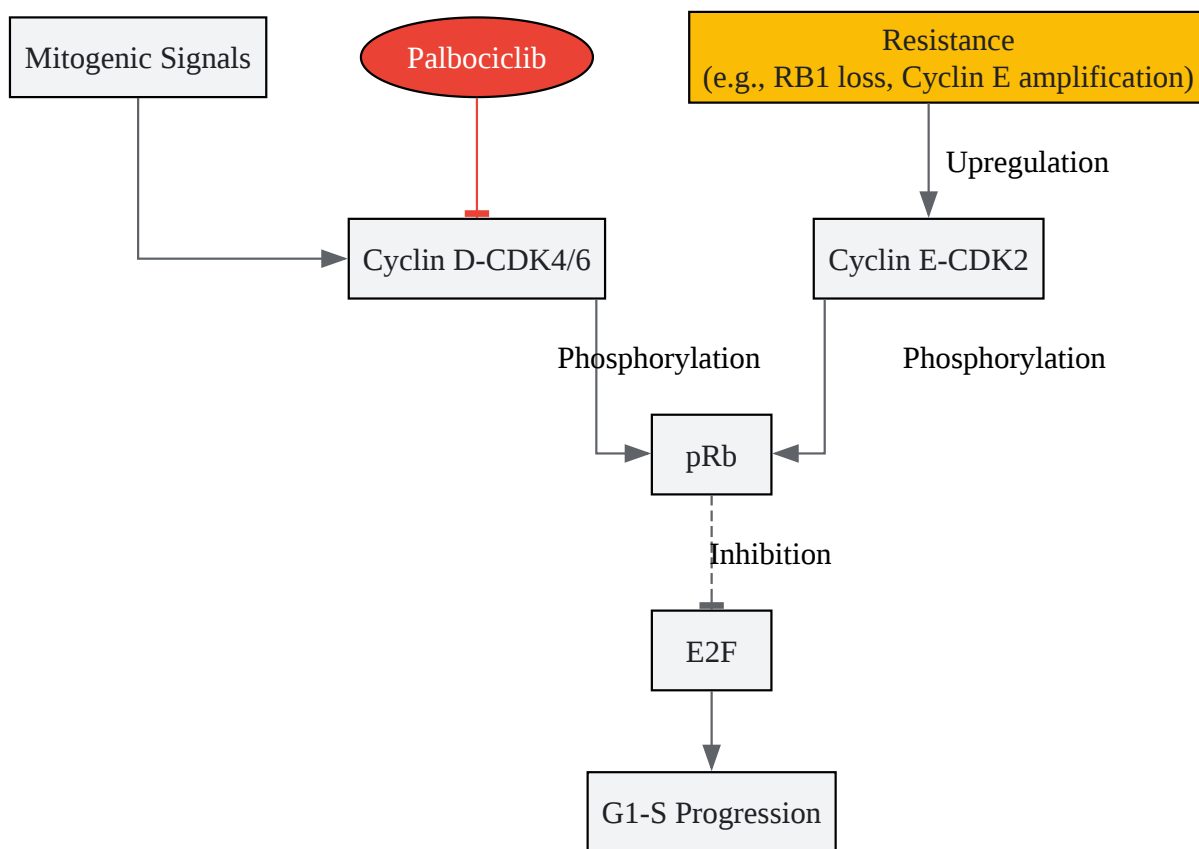 Mitogenic Signals
Palbociclib
Resistance
(e.g., RB1 loss, Cyclin E amplification)
Upregulation
Cyclin D-CDK4/6
Cyclin E-CDK2
Phosphorylation
Phosphorylation
pRb
Inhibition
E2F
G1-S Progression